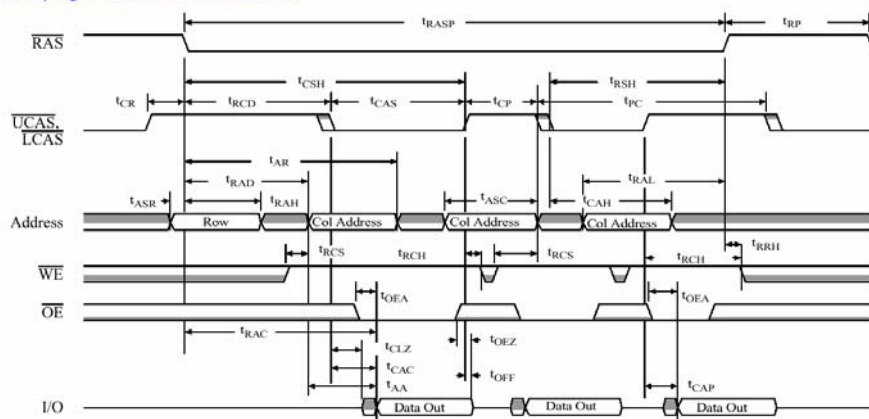 tRASP tRP
RAS
tCSH tRSH
tCR tRCD tCAS tCP tPC
UCAS,
LCAS
tAR
tRAD tRAL
tASR tRAH tASC tCAH
Address Row Col Address Col Address Col Address
tRRH
tRCS tRCH tRCS tRCH
WE
tOEA tOEA
OE
tRAC
tCLZ tOEZ
tCAC tOFF
tAA tCAP
I/O Data Out Data Out Data Out